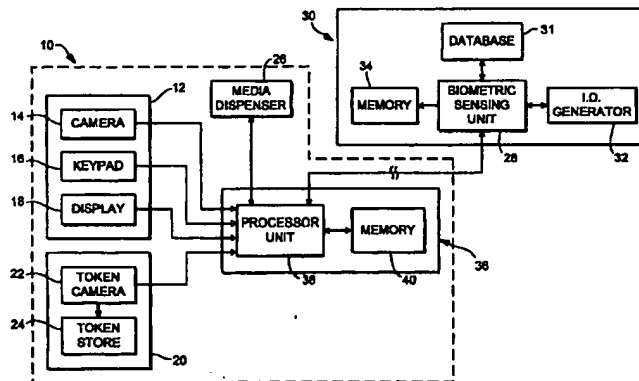 10
12
14
CAMERA
16
KEYPAD
18
DISPLAY
22
TOKEN
CAMERA
24
TOKEN
STORE
20
26
MEDIA
DISPENSER
PROCESSOR
UNIT
38
MEMORY
40
36
30
DATABASE
31
34
MEMORY
BIOMETRIC
SENSING
UNIT
28
I.D.
GENERATOR
32